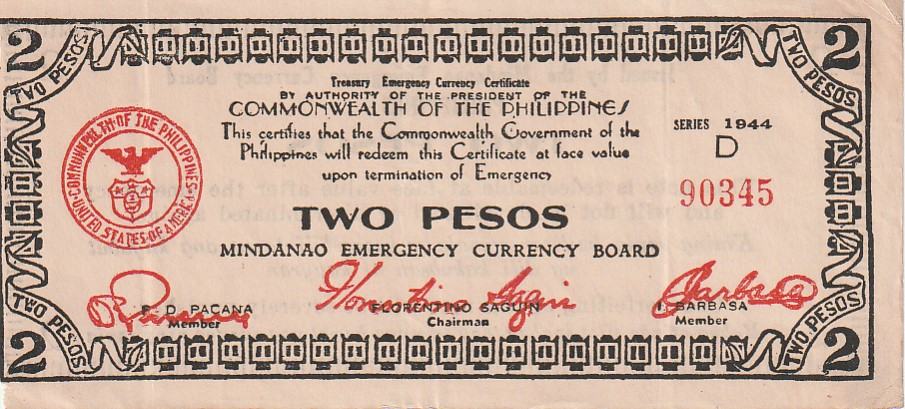 2 2
TWO PESOS TWO PESOS
Treasury Emergency Currency Certificate
BY AUTHORITY OF THE PRESIDENT OF THE
COMMONWEALTH OF THE PHILIPPINES
This certifies that the Commonwealth Government of the
Philippines will redeem this Certificate at face value
upon termination of Emergency
SERIES 1944
D
90345
COMMONWEALTH·OF THE PHILIPPINES
UNITED STATES·OF AMERICA
TWO PESOS
MINDANAO EMERGENCY CURRENCY BOARD
F. D. PACANA
Member
FLORENTINO SAGUIN
Chairman
I. BARBASA
Member
TWO PESOS TWO PESOS
2 2